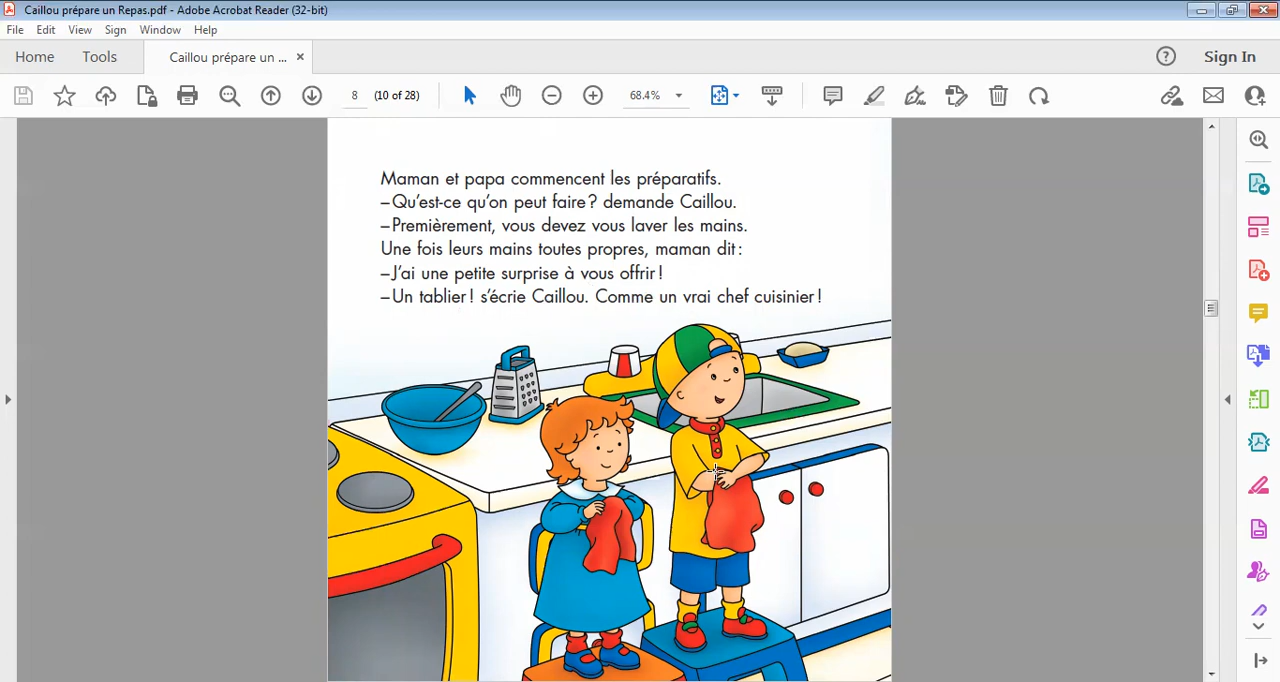 Caillou prépare un Repas.pdf - Adobe Acrobat Reader (32-bit)
File Edit View Sign Window Help
Home Tools Caillou prépare un ... × Sign In
8 (10 of 28) 68.4%
Maman et papa commencent les préparatifs.
–Qu'est-ce qu'on peut faire? demande Caillou.
–Premièrement, vous devez vous laver les mains.
Une fois leurs mains toutes propres, maman dit:
–J'ai une petite surprise à vous offrir!
–Un tablier! s'écrie Caillou. Comme un vrai chef cuisinier!